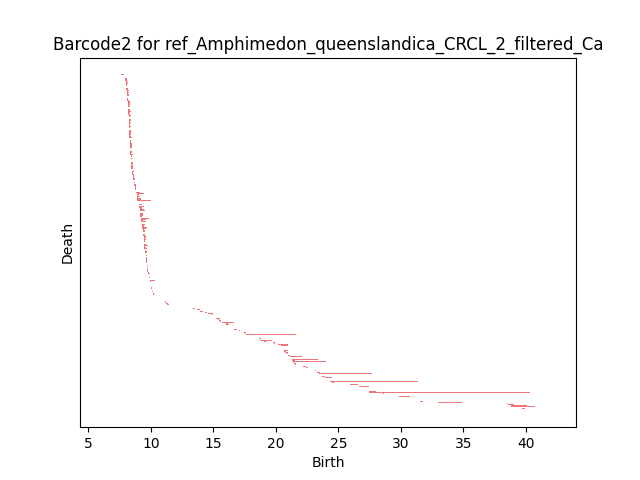 Barcode2 for ref_Amphimedon_queenslandica_CRCL_2_filtered_Ca
Death
5 10 15 20 25 30 35 40
Birth